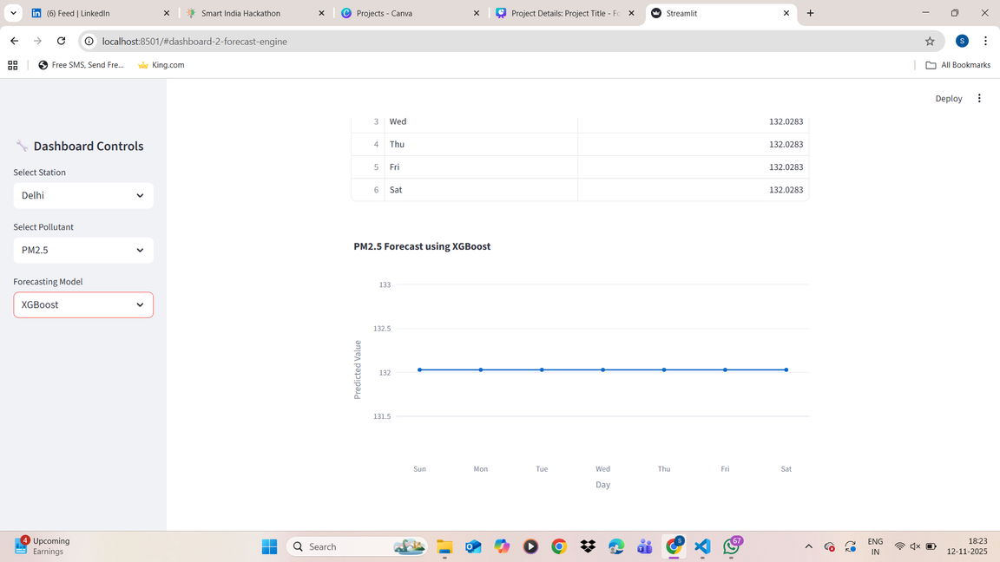 (6) Feed | LinkedIn
Smart India Hackathon
Projects - Canva
Project Details: Project Title - Fo
Streamlit
localhost:8501/#dashboard-2-forecast-engine
S
Free SMS, Send Fre...
King.com
All Bookmarks
Deploy
Dashboard Controls
Select Station
Delhi
Select Pollutant
PM2.5
Forecasting Model
XGBoost
3 Wed 132.0283
4 Thu 132.0283
5 Fri 132.0283
6 Sat 132.0283
PM2.5 Forecast using XGBoost
133
132.5
132
131.5
Predicted Value
Sun Mon Tue Wed Thu Fri Sat
Day
4
Upcoming
Earnings
Search
S
67
ENG
IN
18:23
12-11-2025